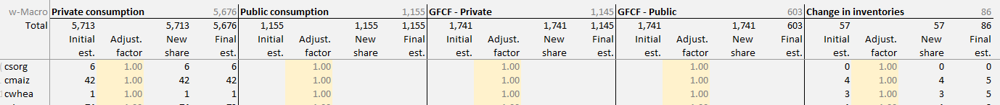 w-Macro Private consumption 5,676 Public consumption 1,155 GFCF - Private 1,145 GFCF - Public 603 Change in inventories 86
Total 5,713 5,713 5,676 1,155 1,155 1,155 1,741 1,741 1,145 1,741 1,741 603 57 57 86
Initial Adjust. New Final Initial Adjust. New Final Initial Adjust. New Final Initial Adjust. New Final Initial Adjust. New Final
est. factor share est. est. factor share est. est. factor share est. est. factor share est. est. factor share est.
csorg 6 1.00 6 6 1.00 1.00 1.00 0 1.00 0 0
cmaiz 42 1.00 42 42 1.00 1.00 1.00 4 1.00 4 5
cwhea 1 1.00 1 1 1.00 1.00 1.00 3 1.00 3 5